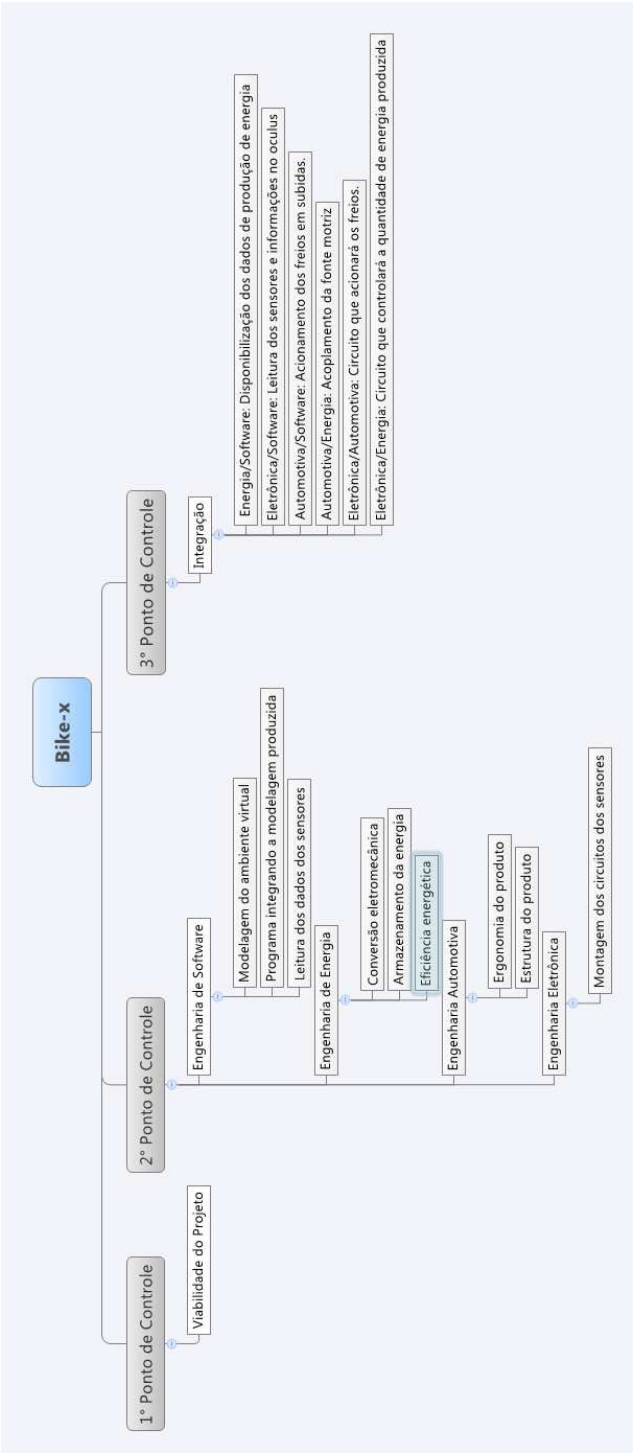 Bike-x
1° Ponto de Controle
Viabilidade do Projeto
2° Ponto de Controle
Engenharia de Software
Modelagem do ambiente virtual
Programa integrando a modelagem produzida
Leitura dos dados dos sensores
Engenharia de Energia
Conversão eletromecânica
Armazenamento da energia
Eficiência energética
Engenharia Automotiva
Ergonomia do produto
Estrutura do produto
Engenharia Eletrônica
Montagem dos circuitos dos sensores
3° Ponto de Controle
Integração
Energia/Software: Disponibilização dos dados de produção de energia
Eletrônica/Software: Leitura dos sensores e informações no oculus
Automotiva/Software: Acionamento dos freios em subidas.
Automotiva/Energia: Acoplamento da fonte motriz
Eletrônica/Automotiva: Circuito que acionará os freios.
Eletrônica/Energia: Circuito que controlará a quantidade de energia produzida